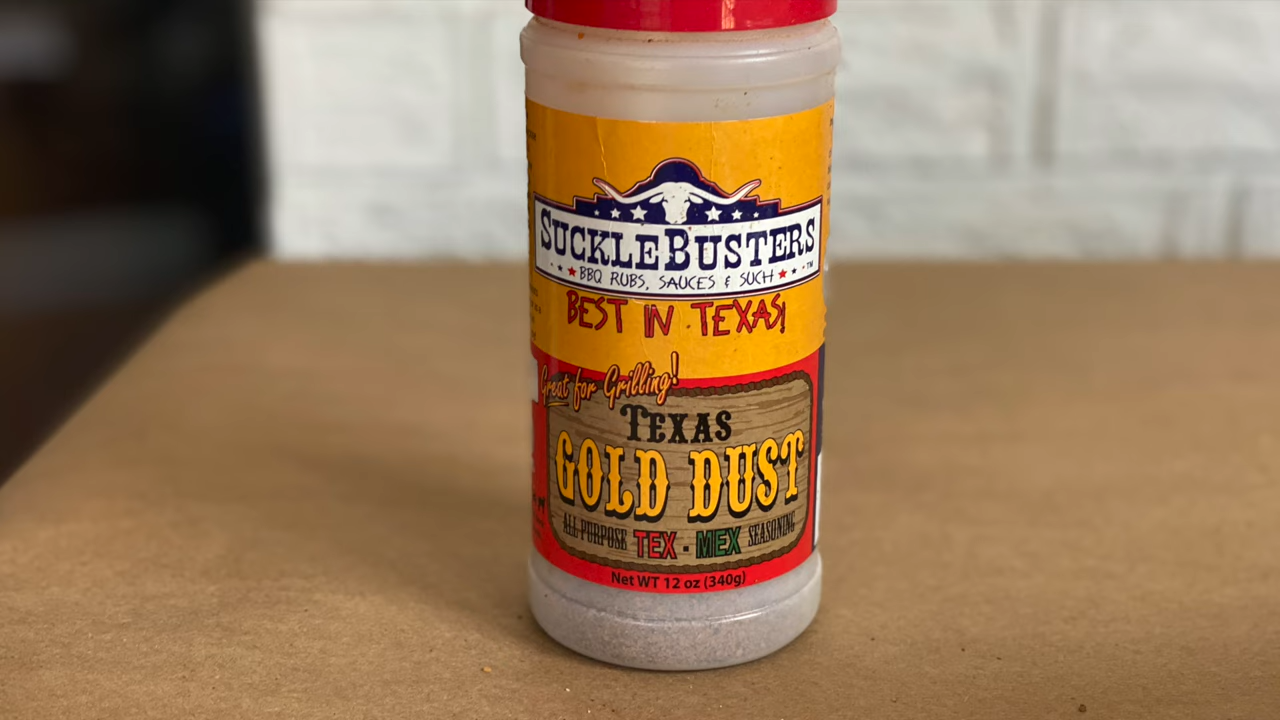 SUCKLEBUSTERS
BBQ RUBS, SAUCES & SUCH
TM
BEST IN TEXAS!
Great for Grilling!
TEXAS
GOLD DUST
ALL PURPOSE TEX • MEX SEASONING
Net WT 12 oz (340g)